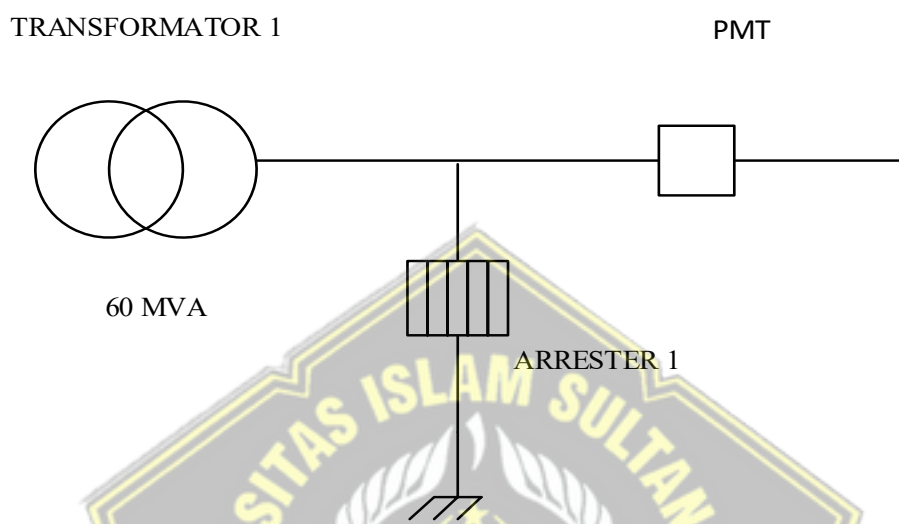 TRANSFORMATOR 1
PMT
60 MVA
ARRESTER 1
SITAS ISLAM SULTAN